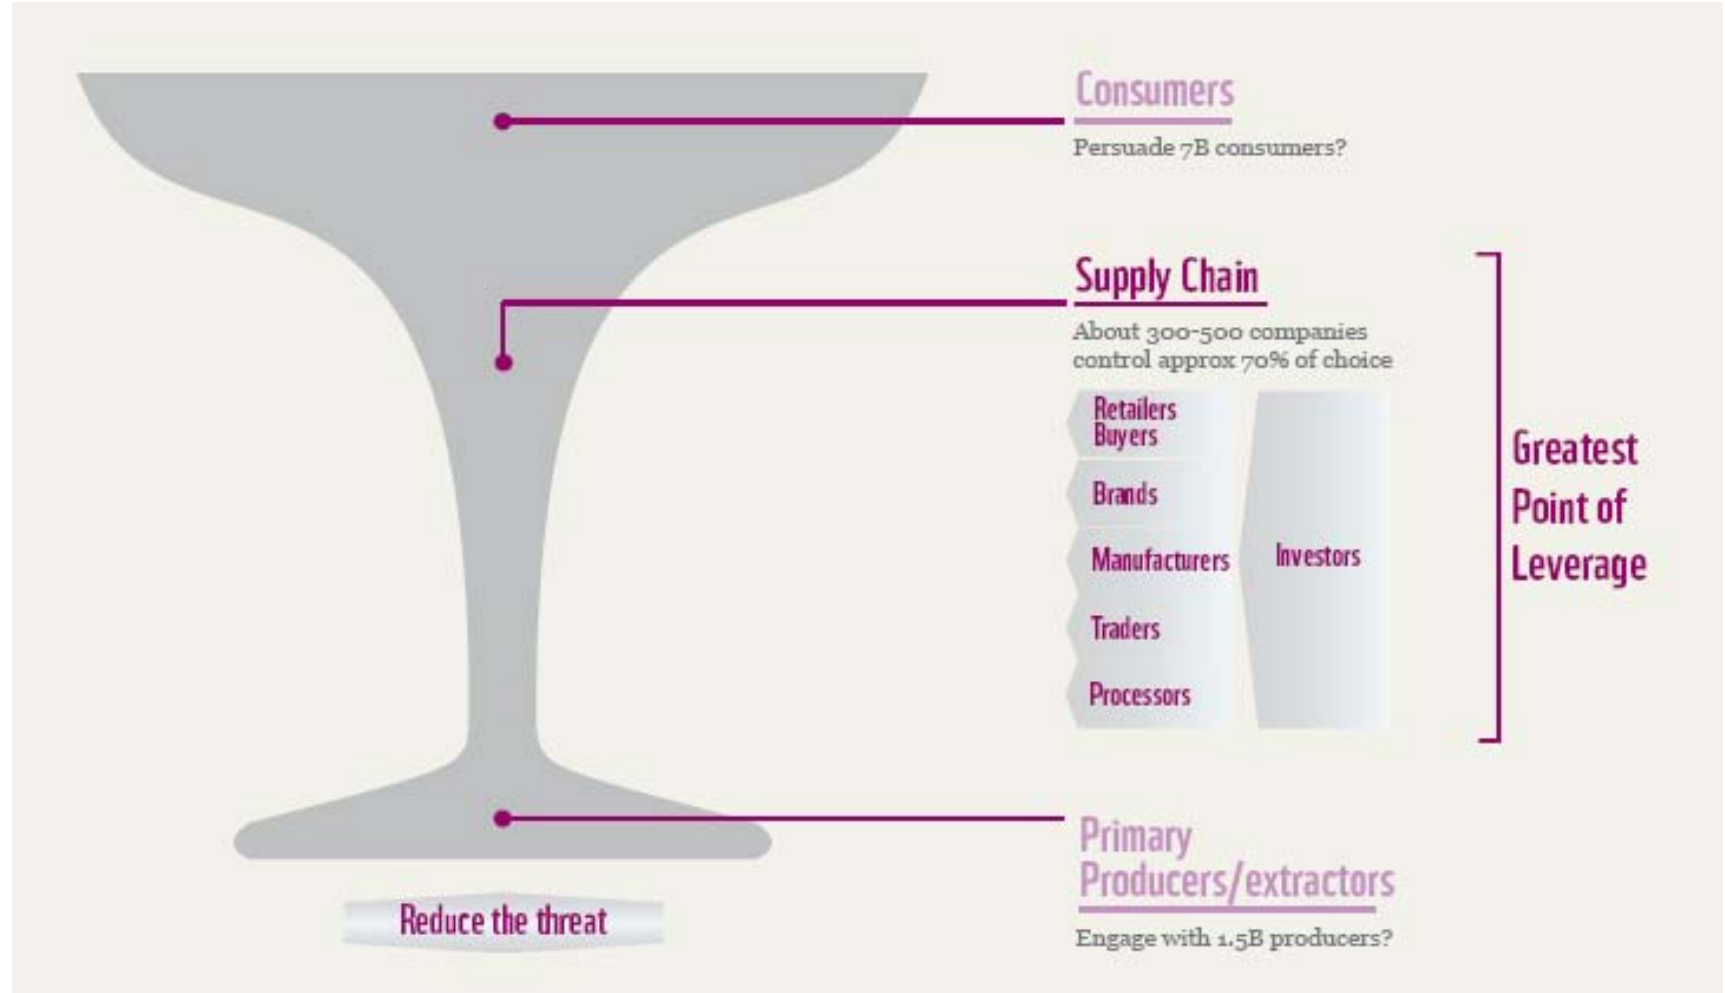 Consumers
Persuade 7B consumers?
Supply Chain
About 300-500 companies
control approx 70% of choice
Retailers
Buyers
Brands
Manufacturers
Traders
Processors
Investors
Greatest
Point of
Leverage
Primary
Producers/extractors
Engage with 1.5B producers?
Reduce the threat